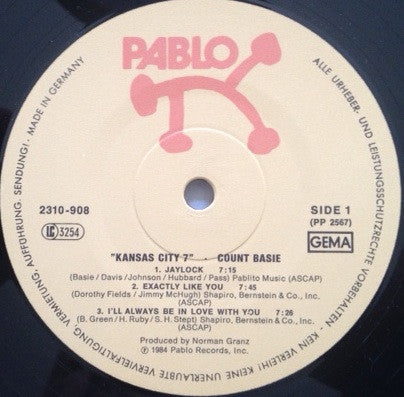 PABLO
ALLE URHEBER- UND LEISTUNGSSCHUTZRECHTE VORBEHALTEN - KEIN VERLEIH! KEINE UNERLAUBTE VERVIELFÄLTIGUNG, VERMIETUNG, AUFFÜHRUNG, SENDUNG!. MADE IN GERMANY
2310-908
LC 3254
SIDE 1
(PP 2567)
GEMA
"KANSAS CITY 7" · COUNT BASIE
1. JAYLOCK 7:15
(Basie/Davis/Johnson/Hubbard/Pass) Pablito Music (ASCAP)
2. EXACTLY LIKE YOU 7:45
(Dorothy Fields / Jimmy McHugh) Shapiro, Bernstein & Co., Inc.
(ASCAP)
3. I'LL ALWAYS BE IN LOVE WITH YOU 7:26
(B. Green/H. Ruby/S.H. Stept) Shapiro, Bernstein & Co., Inc.
(ASCAP)
Produced by Norman Granz
℗ 1984 Pablo Records, Inc.